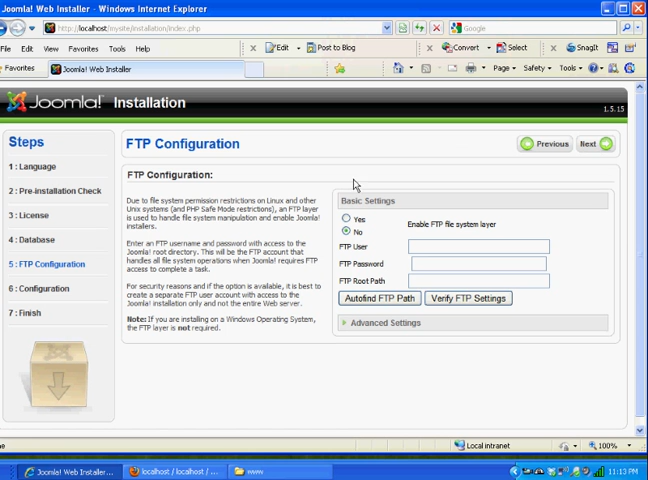 Joomla! Web Installer - Windows Internet Explorer
http://localhost/mysite/installation/index.php
Google
File Edit View Favorites Tools Help
Edit Post to Blog
Convert Select
SnagIt
Favorites
Joomla! Web Installer
Page Safety Tools
Joomla! Installation
1.5.15
Steps
1 : Language
2 : Pre-installation Check
3 : License
4 : Database
5 : FTP Configuration
6 : Configuration
7 : Finish
FTP Configuration
Previous
Next
FTP Configuration:
Due to file system permission restrictions on Linux and other
Unix systems (and PHP Safe Mode restrictions), an FTP layer
is used to handle file system manipulation and enable Joomla!
installers.
Enter an FTP username and password with access to the
Joomla! root directory. This will be the FTP account that
handles all file system operations when Joomla! requires FTP
access to complete a task.
For security reasons and if the option is available, it is best to
create a separate FTP user account with access to the
Joomla! installation only and not the entire Web server.
Note: If you are installing on a Windows Operating System,
the FTP layer is not required.
Basic Settings
Yes
No
Enable FTP file system layer
FTP User
FTP Password
FTP Root Path
Autofind FTP Path
Verify FTP Settings
Advanced Settings
ne
Local intranet
100%
Joomla! Web Installer...
localhost / localhost / ...
www
11:13 PM